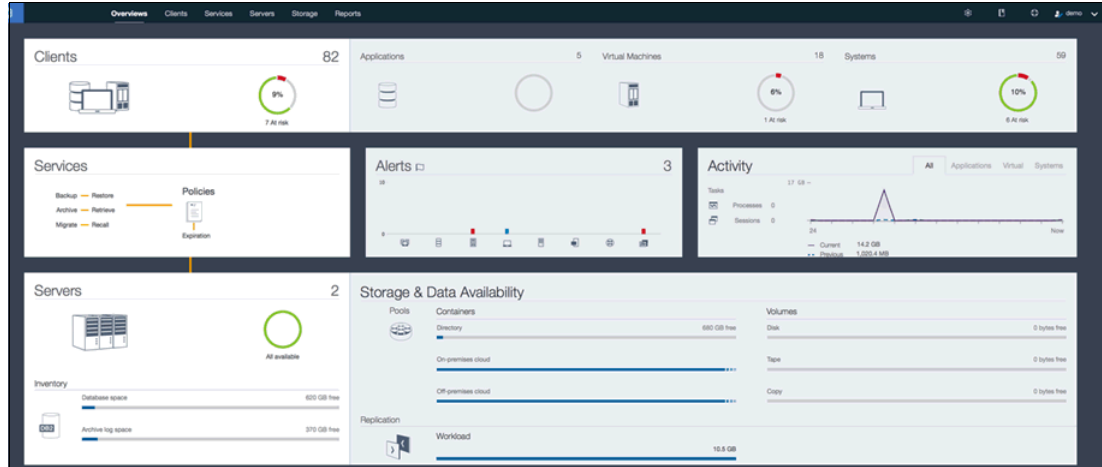 Overviews Clients Services Servers Storage Reports demo
Clients 82
9%
7 At risk
Applications 5
Virtual Machines 18
6%
1 At risk
Systems 59
10%
6 At risk
Services
Backup Restore
Archive Retrieve
Migrate Recall
Policies
Expiration
Alerts 3
10
0
Activity
All Applications Virtual Systems
Tasks
Processes 0
Sessions 0
17 GB
24 Now
Current 14.2 GB
Previous 1,020.4 MB
Servers 2
All available
Inventory
DB2
Database space 620 GB free
Archive log space 370 GB free
Storage & Data Availability
Pools
Containers
Directory 680 GB free
On-premises cloud
Off-premises cloud
Volumes
Disk 0 bytes free
Tape 0 bytes free
Copy 0 bytes free
Replication
Workload
10.5 GB